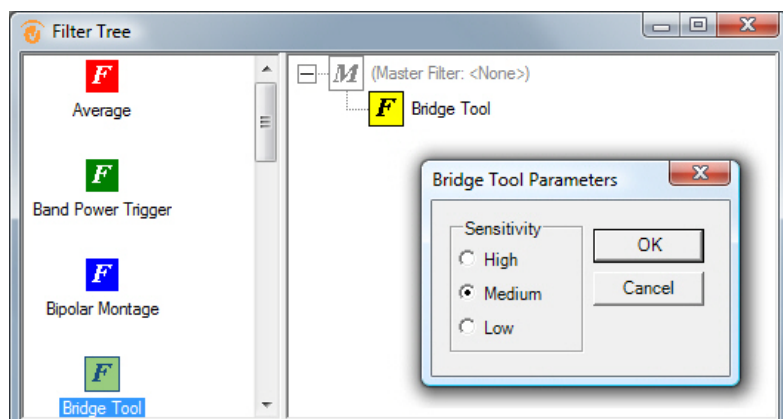 Filter Tree
F
Average
F
Band Power Trigger
F
Bipolar Montage
F
Bridge Tool
M (Master Filter: <None>)
F Bridge Tool
Bridge Tool Parameters
Sensitivity
High
Medium
Low
OK
Cancel